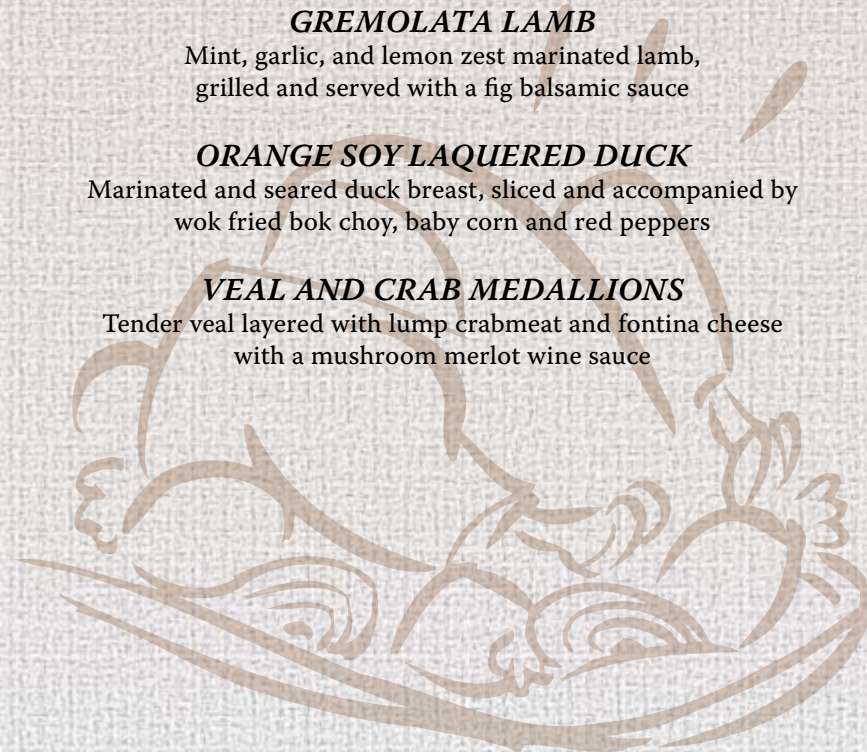 GREMOLATA LAMB
Mint, garlic, and lemon zest marinated lamb,
grilled and served with a fig balsamic sauce
ORANGE SOY LAQUERED DUCK
Marinated and seared duck breast, sliced and accompanied by
wok fried bok choy, baby corn and red peppers
VEAL AND CRAB MEDALLIONS
Tender veal layered with lump crabmeat and fontina cheese
with a mushroom merlot wine sauce